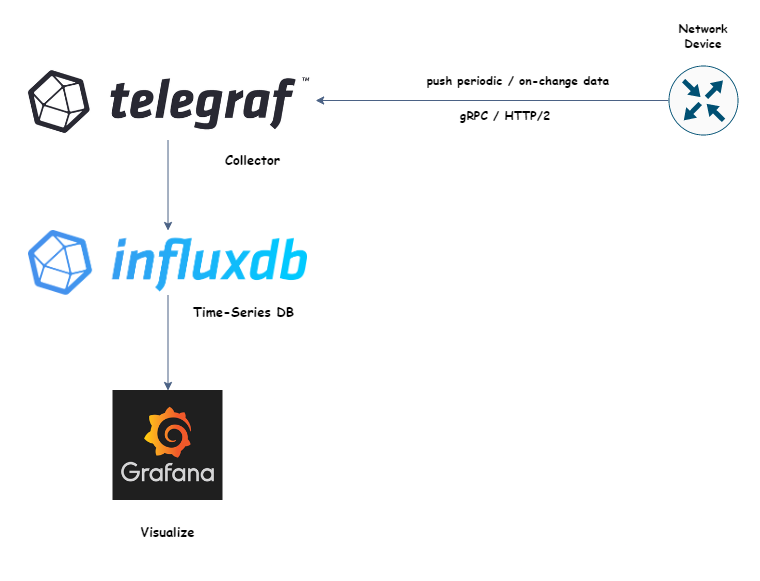 Network
Device
telegraf™
push periodic / on-change data
gRPC / HTTP/2
Collector
influxdb
Time-Series DB
Grafana
Visualize